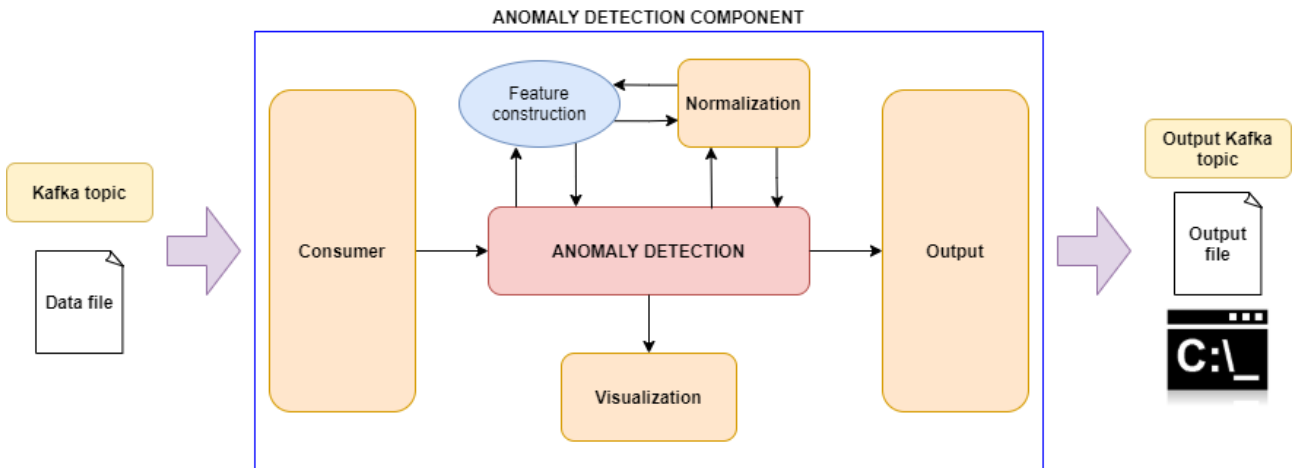 ANOMALY DETECTION COMPONENT
Kafka topic
Data file
Consumer
Feature
construction
Normalization
ANOMALY DETECTION
Visualization
Output
Output Kafka
topic
Output
file
C:\_